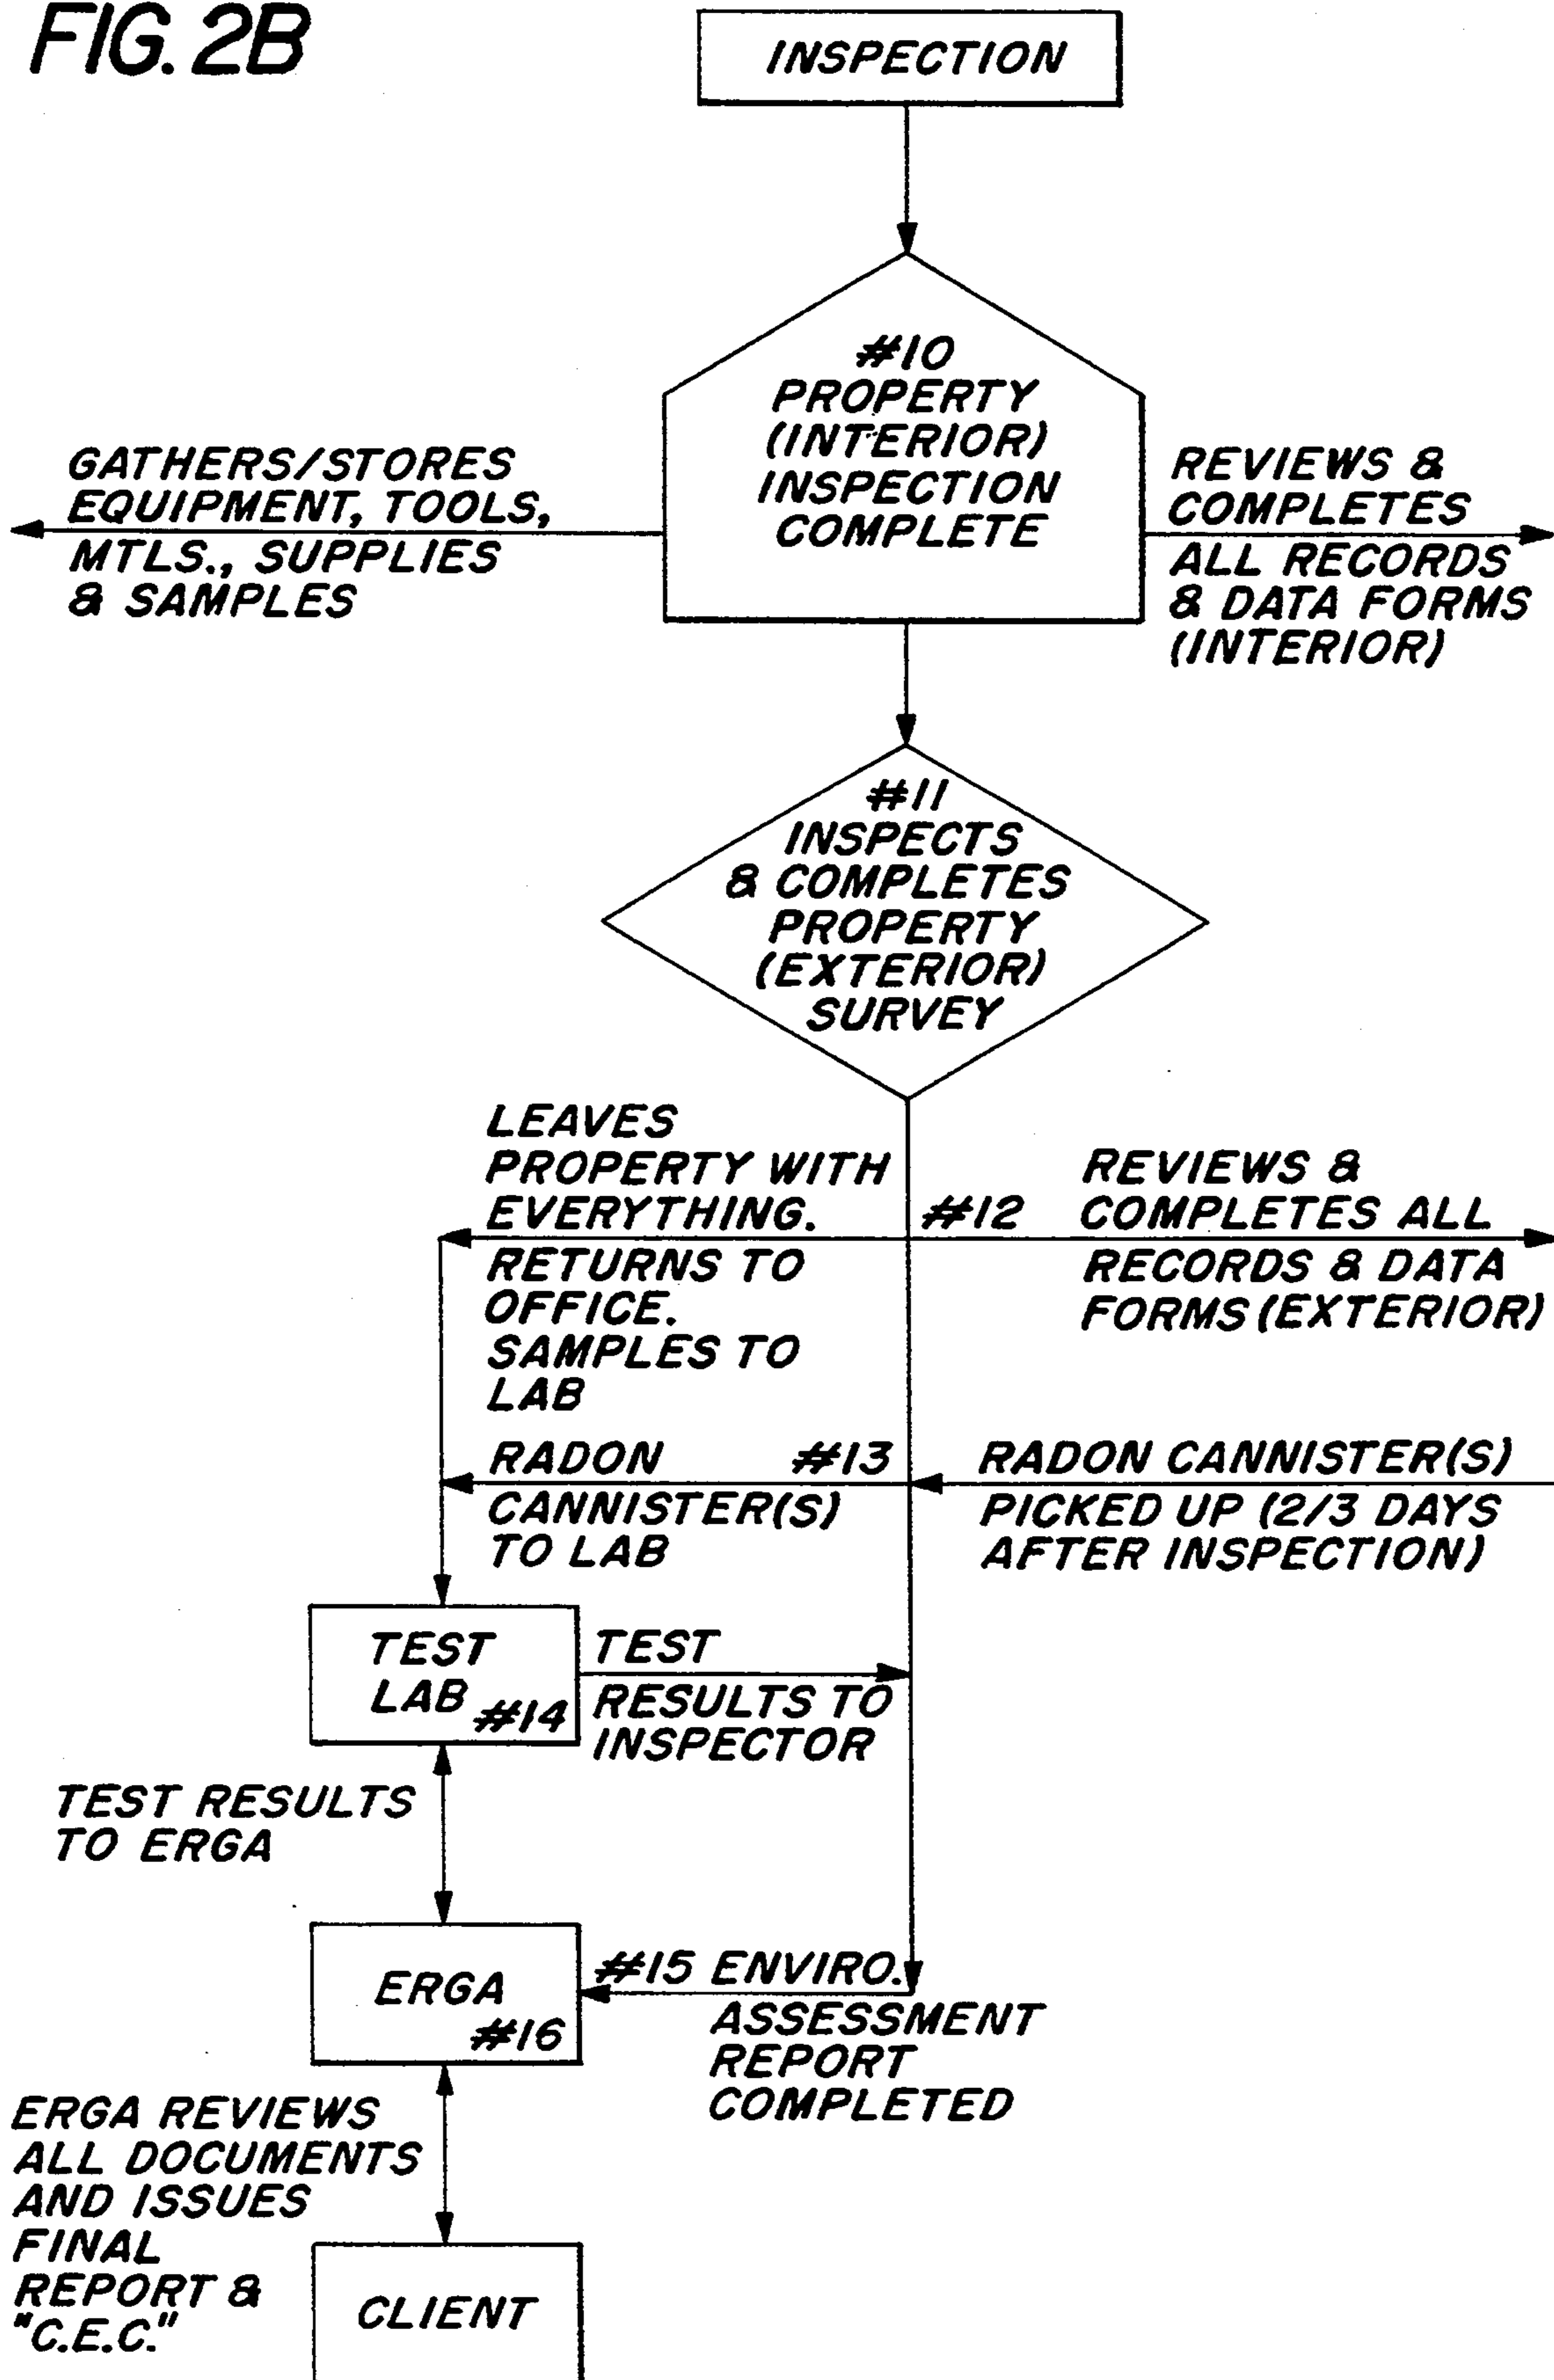 FIG. 2B
INSPECTION
#10
PROPERTY
(INTERIOR)
INSPECTION
COMPLETE
GATHERS/STORES
EQUIPMENT, TOOLS,
MTLS., SUPPLIES
& SAMPLES
REVIEWS &
COMPLETES
ALL RECORDS
& DATA FORMS
(INTERIOR)
#11
INSPECTS
& COMPLETES
PROPERTY
(EXTERIOR)
SURVEY
LEAVES
PROPERTY WITH
EVERYTHING.
RETURNS TO
OFFICE.
SAMPLES TO
LAB
#12
REVIEWS &
COMPLETES ALL
RECORDS & DATA
FORMS (EXTERIOR)
RADON
CANNISTER(S)
TO LAB
#13
RADON CANNISTER(S)
PICKED UP (2/3 DAYS
AFTER INSPECTION)
TEST
LAB #14
TEST
RESULTS TO
INSPECTOR
TEST RESULTS
TO ERGA
ERGA
#16
#15 ENVIRO.
ASSESSMENT
REPORT
COMPLETED
ERGA REVIEWS
ALL DOCUMENTS
AND ISSUES
FINAL
REPORT &
"C.E.C."
CLIENT